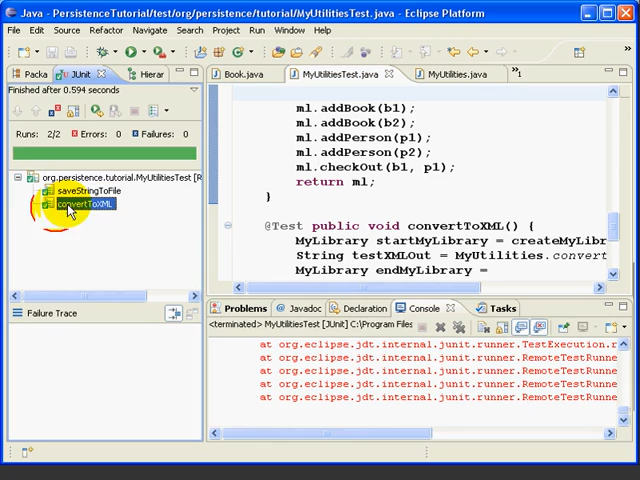 Java - PersistenceTutorial/test/org/persistence/tutorial/MyUtilitiesTest.java - Eclipse Platform
File Edit Source Refactor Navigate Search Project Run Window Help
Packa JUnit Hierar
Finished after 0.594 seconds
Runs: 2/2 Errors: 0 Failures: 0
org.persistence.tutorial.MyUtilitiesTest [R
saveStringToFile
convertToXML
Failure Trace
Book.java MyUtilitiesTest.java MyUtilities.java »1
ml.addBook(b1);
ml.addBook(b2);
ml.addPerson(p1);
ml.addPerson(p2);
ml.checkOut(b1, p1);
return ml;
}
@Test public void convertToXML() {
MyLibrary startMyLibrary = createMyLibr
String testXMLOut = MyUtilities.convert
MyLibrary endMyLibrary =
Problems Javadoc Declaration Console Tasks
<terminated> MyUtilitiesTest [JUnit] C:\Program Files
at org.eclipse.jdt.internal.junit.runner.TestExecution.r
at org.eclipse.jdt.internal.junit.runner.RemoteTestRunne
at org.eclipse.jdt.internal.junit.runner.RemoteTestRunne
at org.eclipse.jdt.internal.junit.runner.RemoteTestRunne
at org.eclipse.jdt.internal.junit.runner.RemoteTestRunne